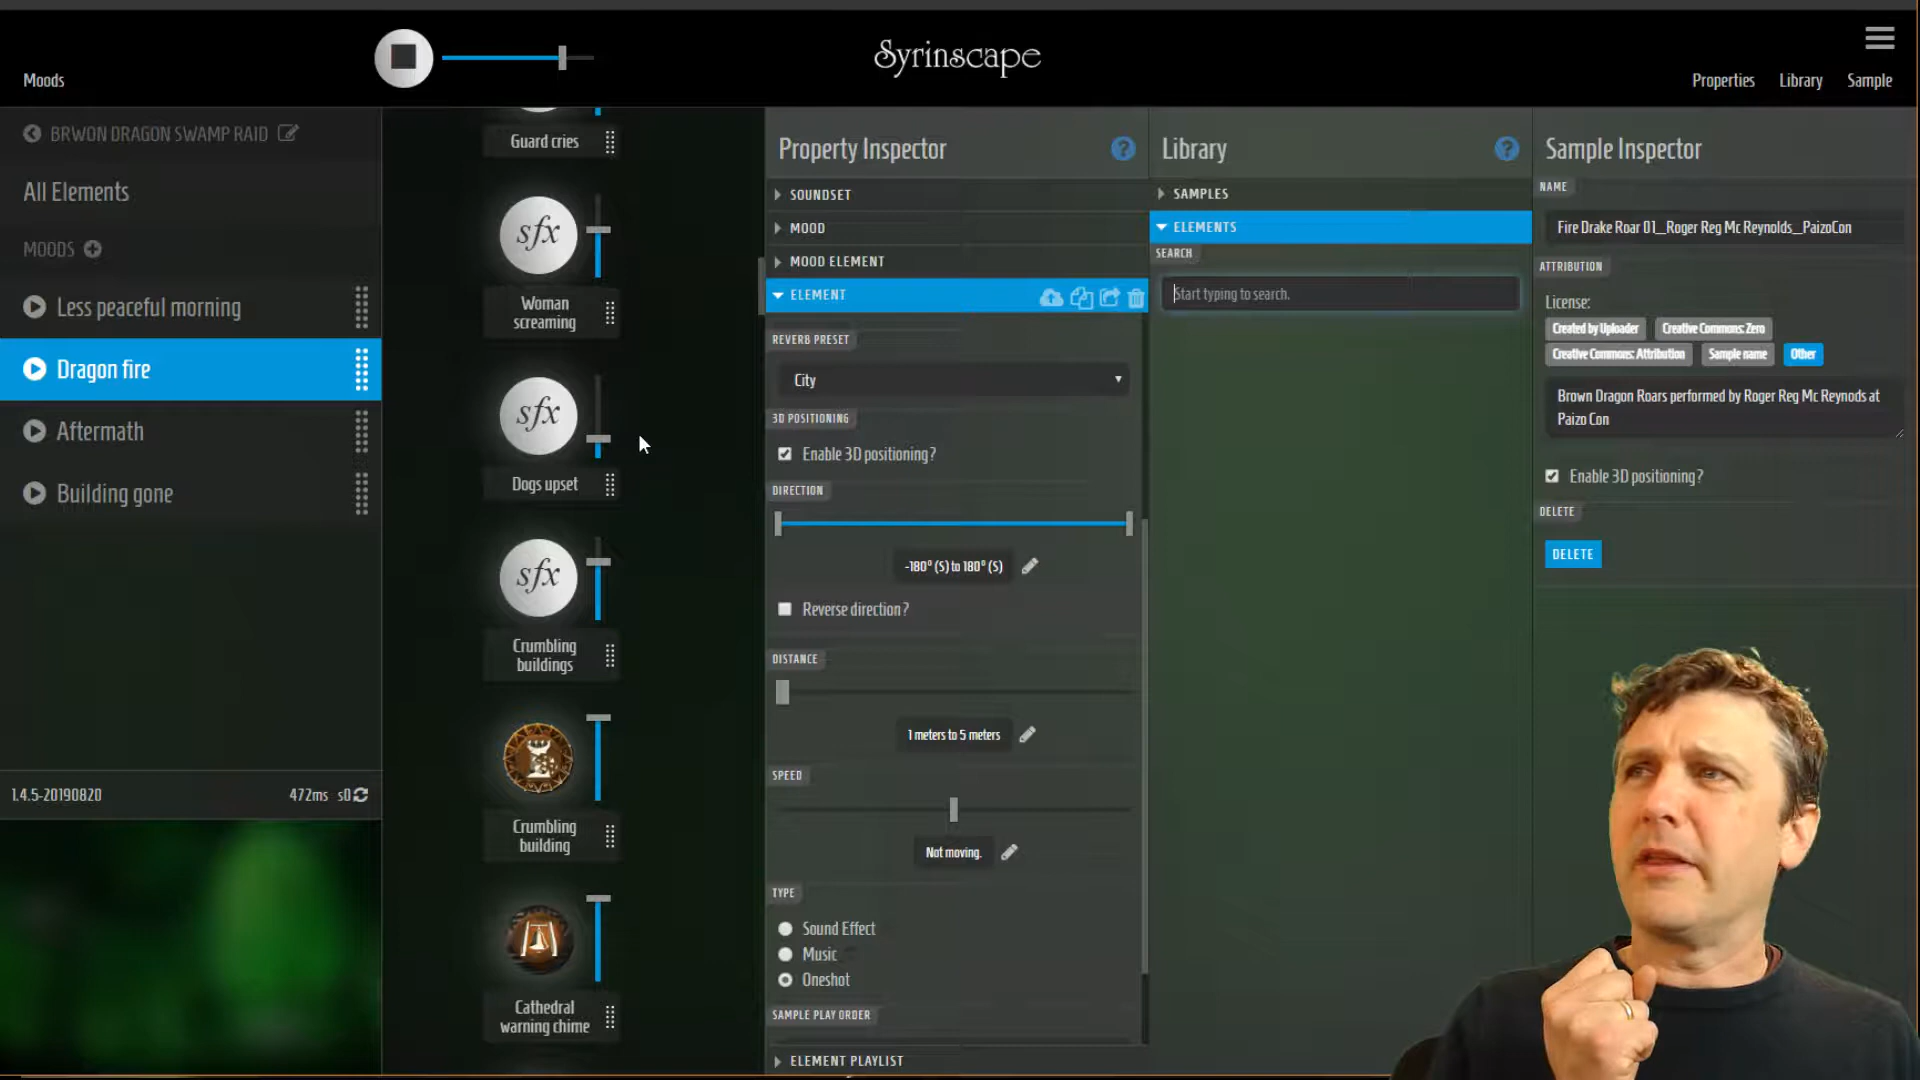 Syrinscape
Moods
Properties
Library
Sample
BRWON DRAGON SWAMP RAID
All Elements
MOODS
Less peaceful morning
Dragon fire
Aftermath
Building gone
1.4.5-20190820
472ms
s0
Guard cries
sfx
Woman
screaming
sfx
Dogs upset
sfx
Crumbling
buildings
Crumbling
building
Cathedral
warning chime
Property Inspector
?
SOUNDSET
MOOD
MOOD ELEMENT
ELEMENT
REVERB PRESET
City
3D POSITIONING
Enable 3D positioning?
DIRECTION
-180° (S) to 180° (S)
Reverse direction?
DISTANCE
1 meters to 5 meters
SPEED
Not moving.
TYPE
Sound Effect
Music
Oneshot
SAMPLE PLAY ORDER
ELEMENT PLAYLIST
Library
?
SAMPLES
ELEMENTS
SEARCH
Start typing to search.
Sample Inspector
NAME
Fire Drake Roar 01_Roger Reg Mc Reynolds_PaizoCon
ATTRIBUTION
License:
Created by Uploader
Creative Commons: Zero
Creative Commons: Attribution
Sample name
Other
Brown Dragon Roars performed by Roger Reg Mc Reynods at
Paizo Con
Enable 3D positioning?
DELETE
DELETE